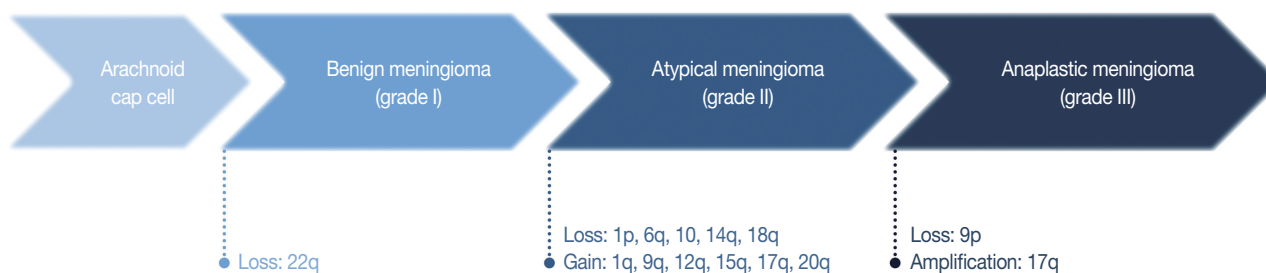 Arachnoid
cap cell
Benign meningioma
(grade I)
Atypical meningioma
(grade II)
Anaplastic meningioma
(grade III)
Loss: 22q
Loss: 1p, 6q, 10, 14q, 18q
Gain: 1q, 9q, 12q, 15q, 17q, 20q
Loss: 9p
Amplification: 17q